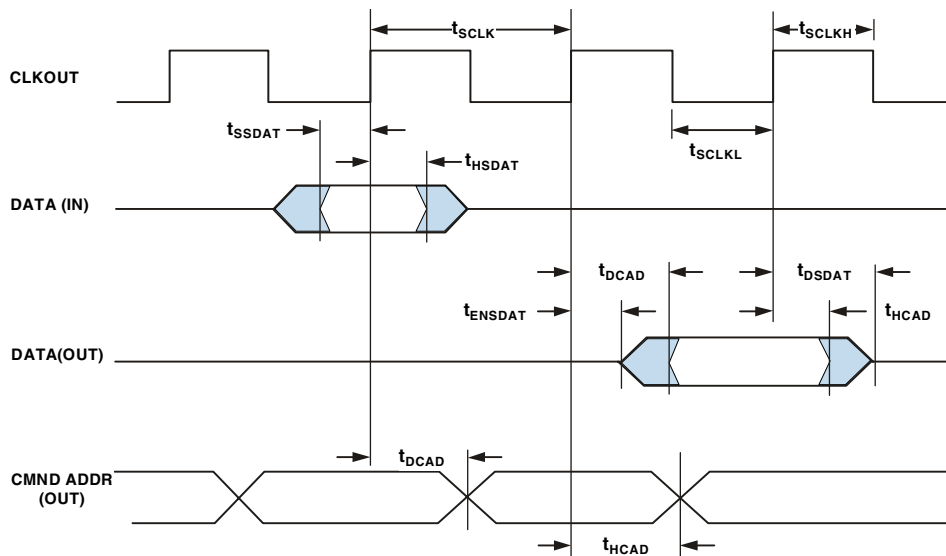 tSCLK
tSCLKH
CLKOUT
tSSDAT
tSCLKL
tHSDAT
DATA (IN)
tDCAD
tDSDAT
tENSDAT
tHCAD
DATA(OUT)
tDCAD
CMND ADDR
(OUT)
tHCAD